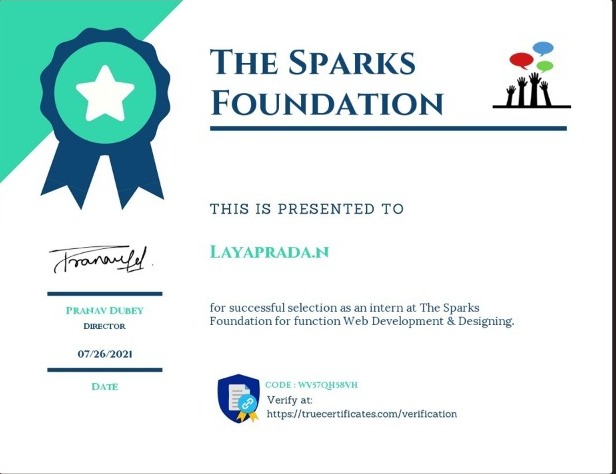 THE SPARKS
FOUNDATION
THIS IS PRESENTED TO
LAYAPRADA.N
for successful selection as an intern at The Sparks
Foundation for function Web Development & Designing.
Pranavdef.
PRANAV DUBEY
DIRECTOR
07/26/2021
DATE
CODE : WV57QH58VH
Verify at:
https://truecertificates.com/verification